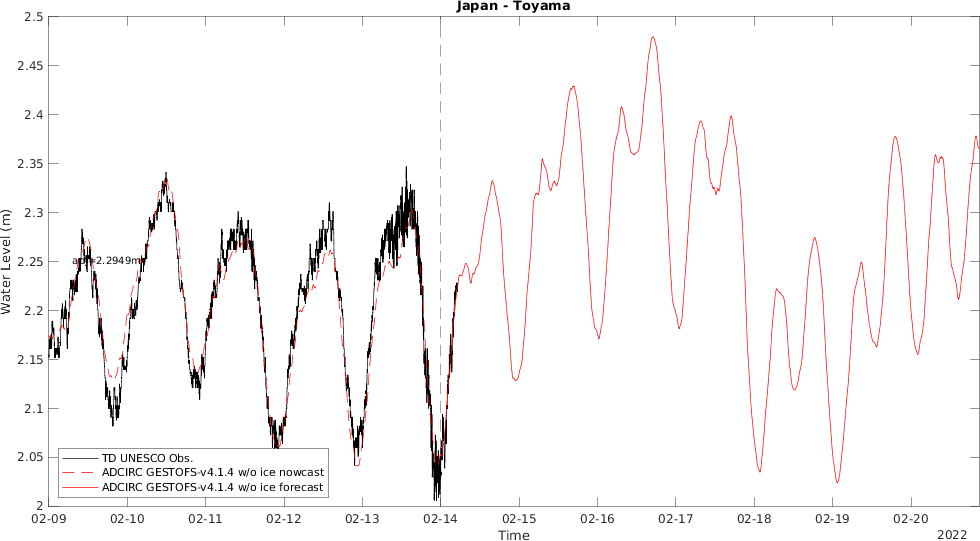 Japan - Toyama
Water Level (m)
2.5
2.45
2.4
2.35
2.3
2.25
2.2
2.15
2.1
2.05
2
TD UNESCO Obs.
ADCIRC GESTOFS-v4.1.4 w/o ice nowcast
ADCIRC GESTOFS-v4.1.4 w/o ice forecast
02-09 02-10 02-11 02-12 02-13 02-14 02-15 02-16 02-17 02-18 02-19 02-20
Time
2022